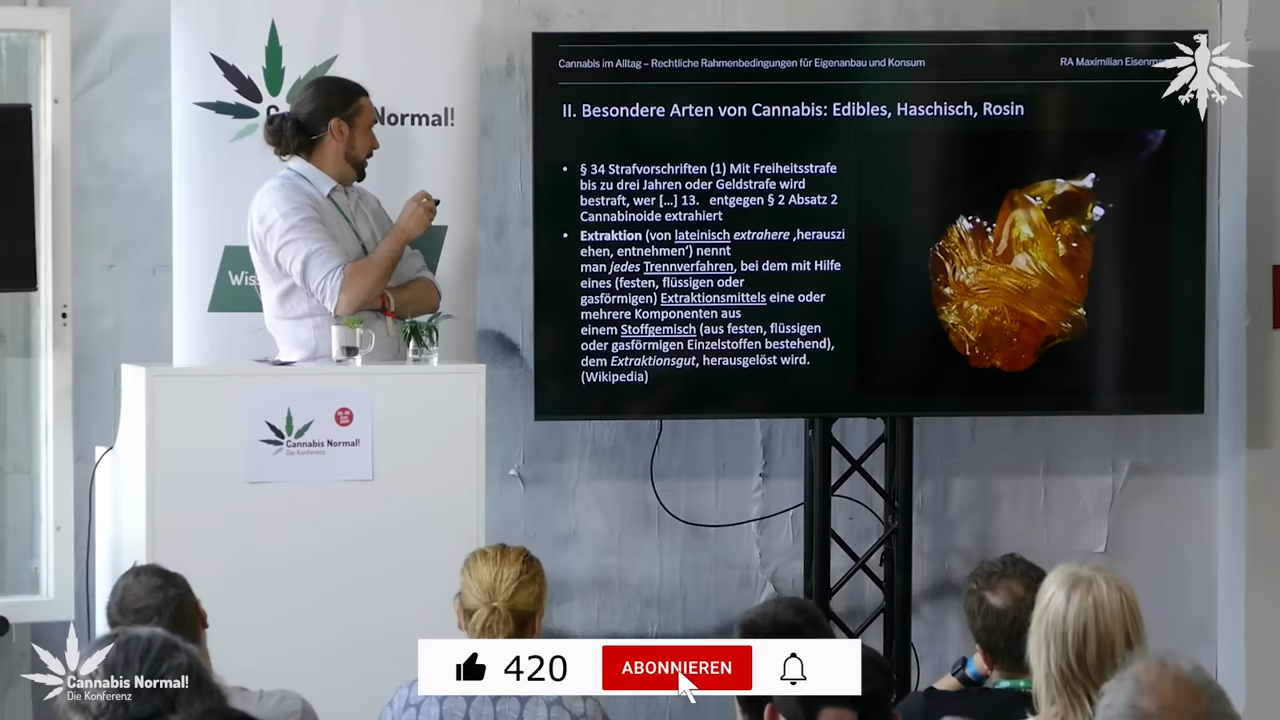 Cannabis im Alltag – Rechtliche Rahmenbedingungen für Eigenanbau und Konsum
RA Maximilian
II. Besondere Arten von Cannabis: Edibles, Haschisch, Rosin
• § 34 Strafvorschriften (1) Mit Freiheitsstrafe
bis zu drei Jahren oder Geldstrafe wird
bestraft, wer [...] 13. entgegen § 2 Absatz 2
Cannabinoide extrahiert
• Extraktion (von lateinisch extrahere ‚herauszi
ehen, entnehmen‘) nennt
man jedes Trennverfahren, bei dem mit Hilfe
eines (festen, flüssigen oder
gasförmigen) Extraktionsmittels eine oder
mehrere Komponenten aus
einem Stoffgemisch (aus festen, flüssigen
oder gasförmigen Einzelstoffen bestehend),
dem Extraktionsgut, herausgelöst wird.
(Wikipedia)
Normal!
Cannabis Normal!
Die Konferenz
420
ABONNIEREN
Cannabis Normal!
Die Konferenz